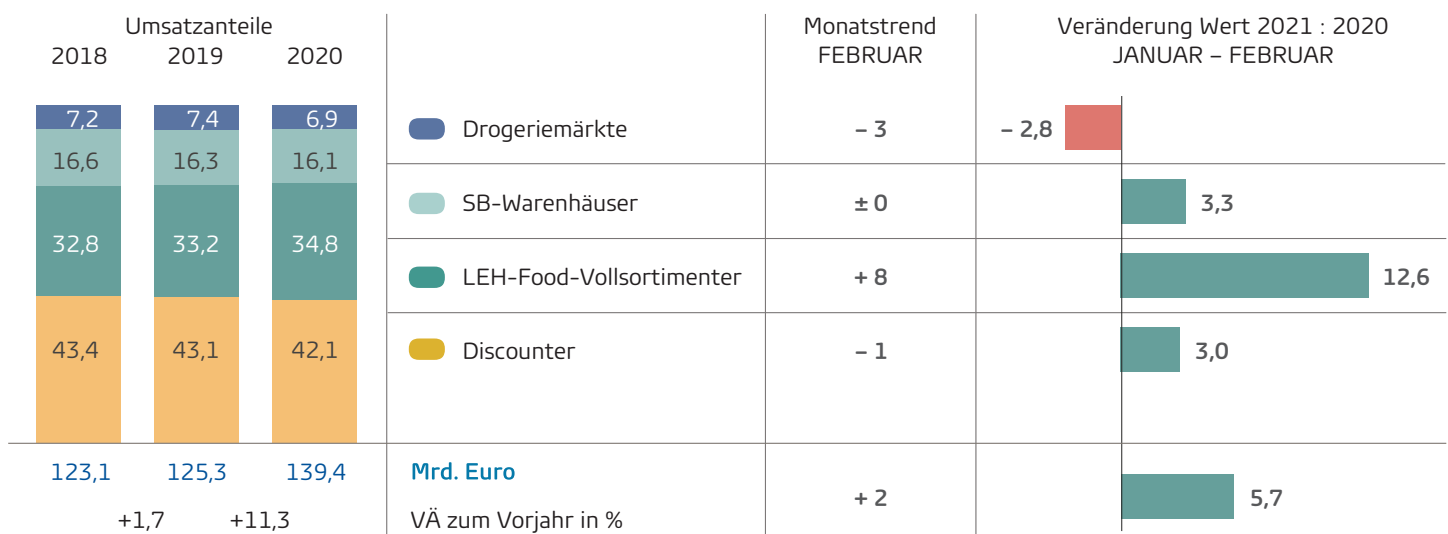 Umsatzanteile
2018 2019 2020
Monatstrend
FEBRUAR
Veränderung Wert 2021 : 2020
JANUAR – FEBRUAR
7,2 7,4 6,9 Drogeriemärkte – 3 – 2,8
16,6 16,3 16,1 SB-Warenhäuser ± 0 3,3
32,8 33,2 34,8 LEH-Food-Vollsortimenter + 8 12,6
43,4 43,1 42,1 Discounter – 1 3,0
123,1 125,3 139,4 Mrd. Euro
+ 2 5,7
+1,7 +11,3 VÄ zum Vorjahr in %